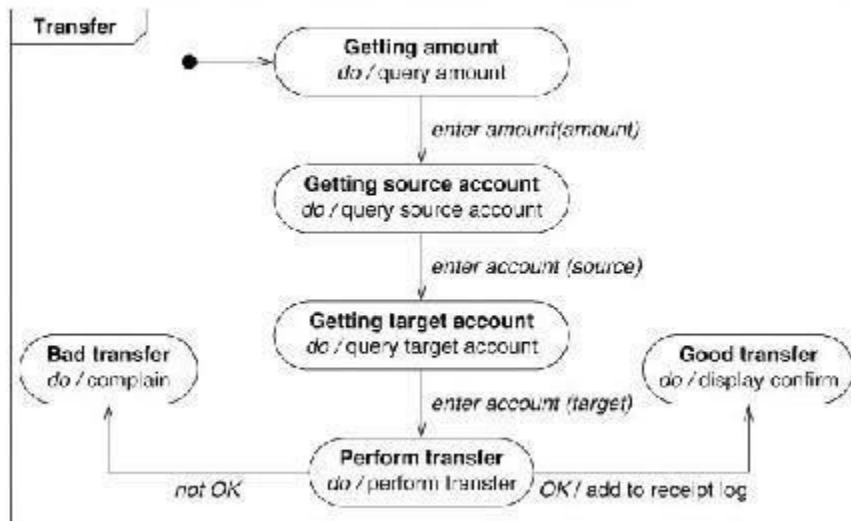 Transfer
Getting amount
do / query amount
enter amount(amount)
Getting source account
do / query source account
enter account (source)
Getting target account
do / query target account
Bad transfer
do / complain
Good transfer
do / display confirm
enter account (target)
Perform transfer
do / perform transfer
not OK
OK / add to receipt log